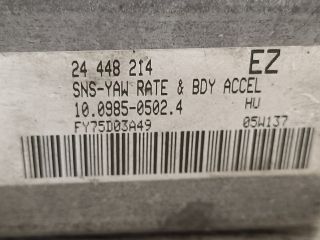 24 448 214 EZ
SNS-YAW RATE & BDY ACCEL
10.0985-0502.4 HU
FY75D03A49 05W137